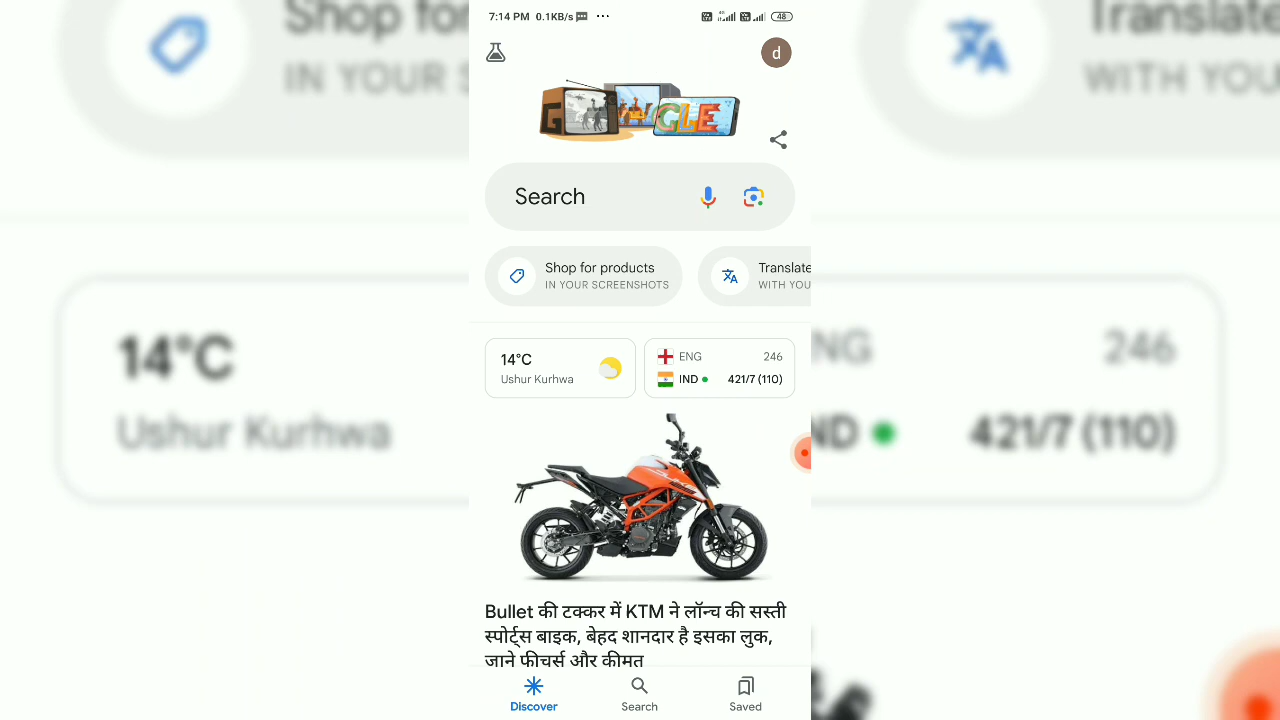 7:14 PM 0.1KB/s ... 4G 48
d
GOOGLE
Search
Shop for products
IN YOUR SCREENSHOTS
Translate
WITH YOU
14°C
Ushur Kurhwa
ENG 246
IND 421/7 (110)
Bullet की टक्कर में KTM ने लॉन्च की सस्ती
स्पोर्ट्स बाइक, बेहद शानदार है इसका लुक,
जाने फीचर्स और कीमत
Discover
Search
Saved